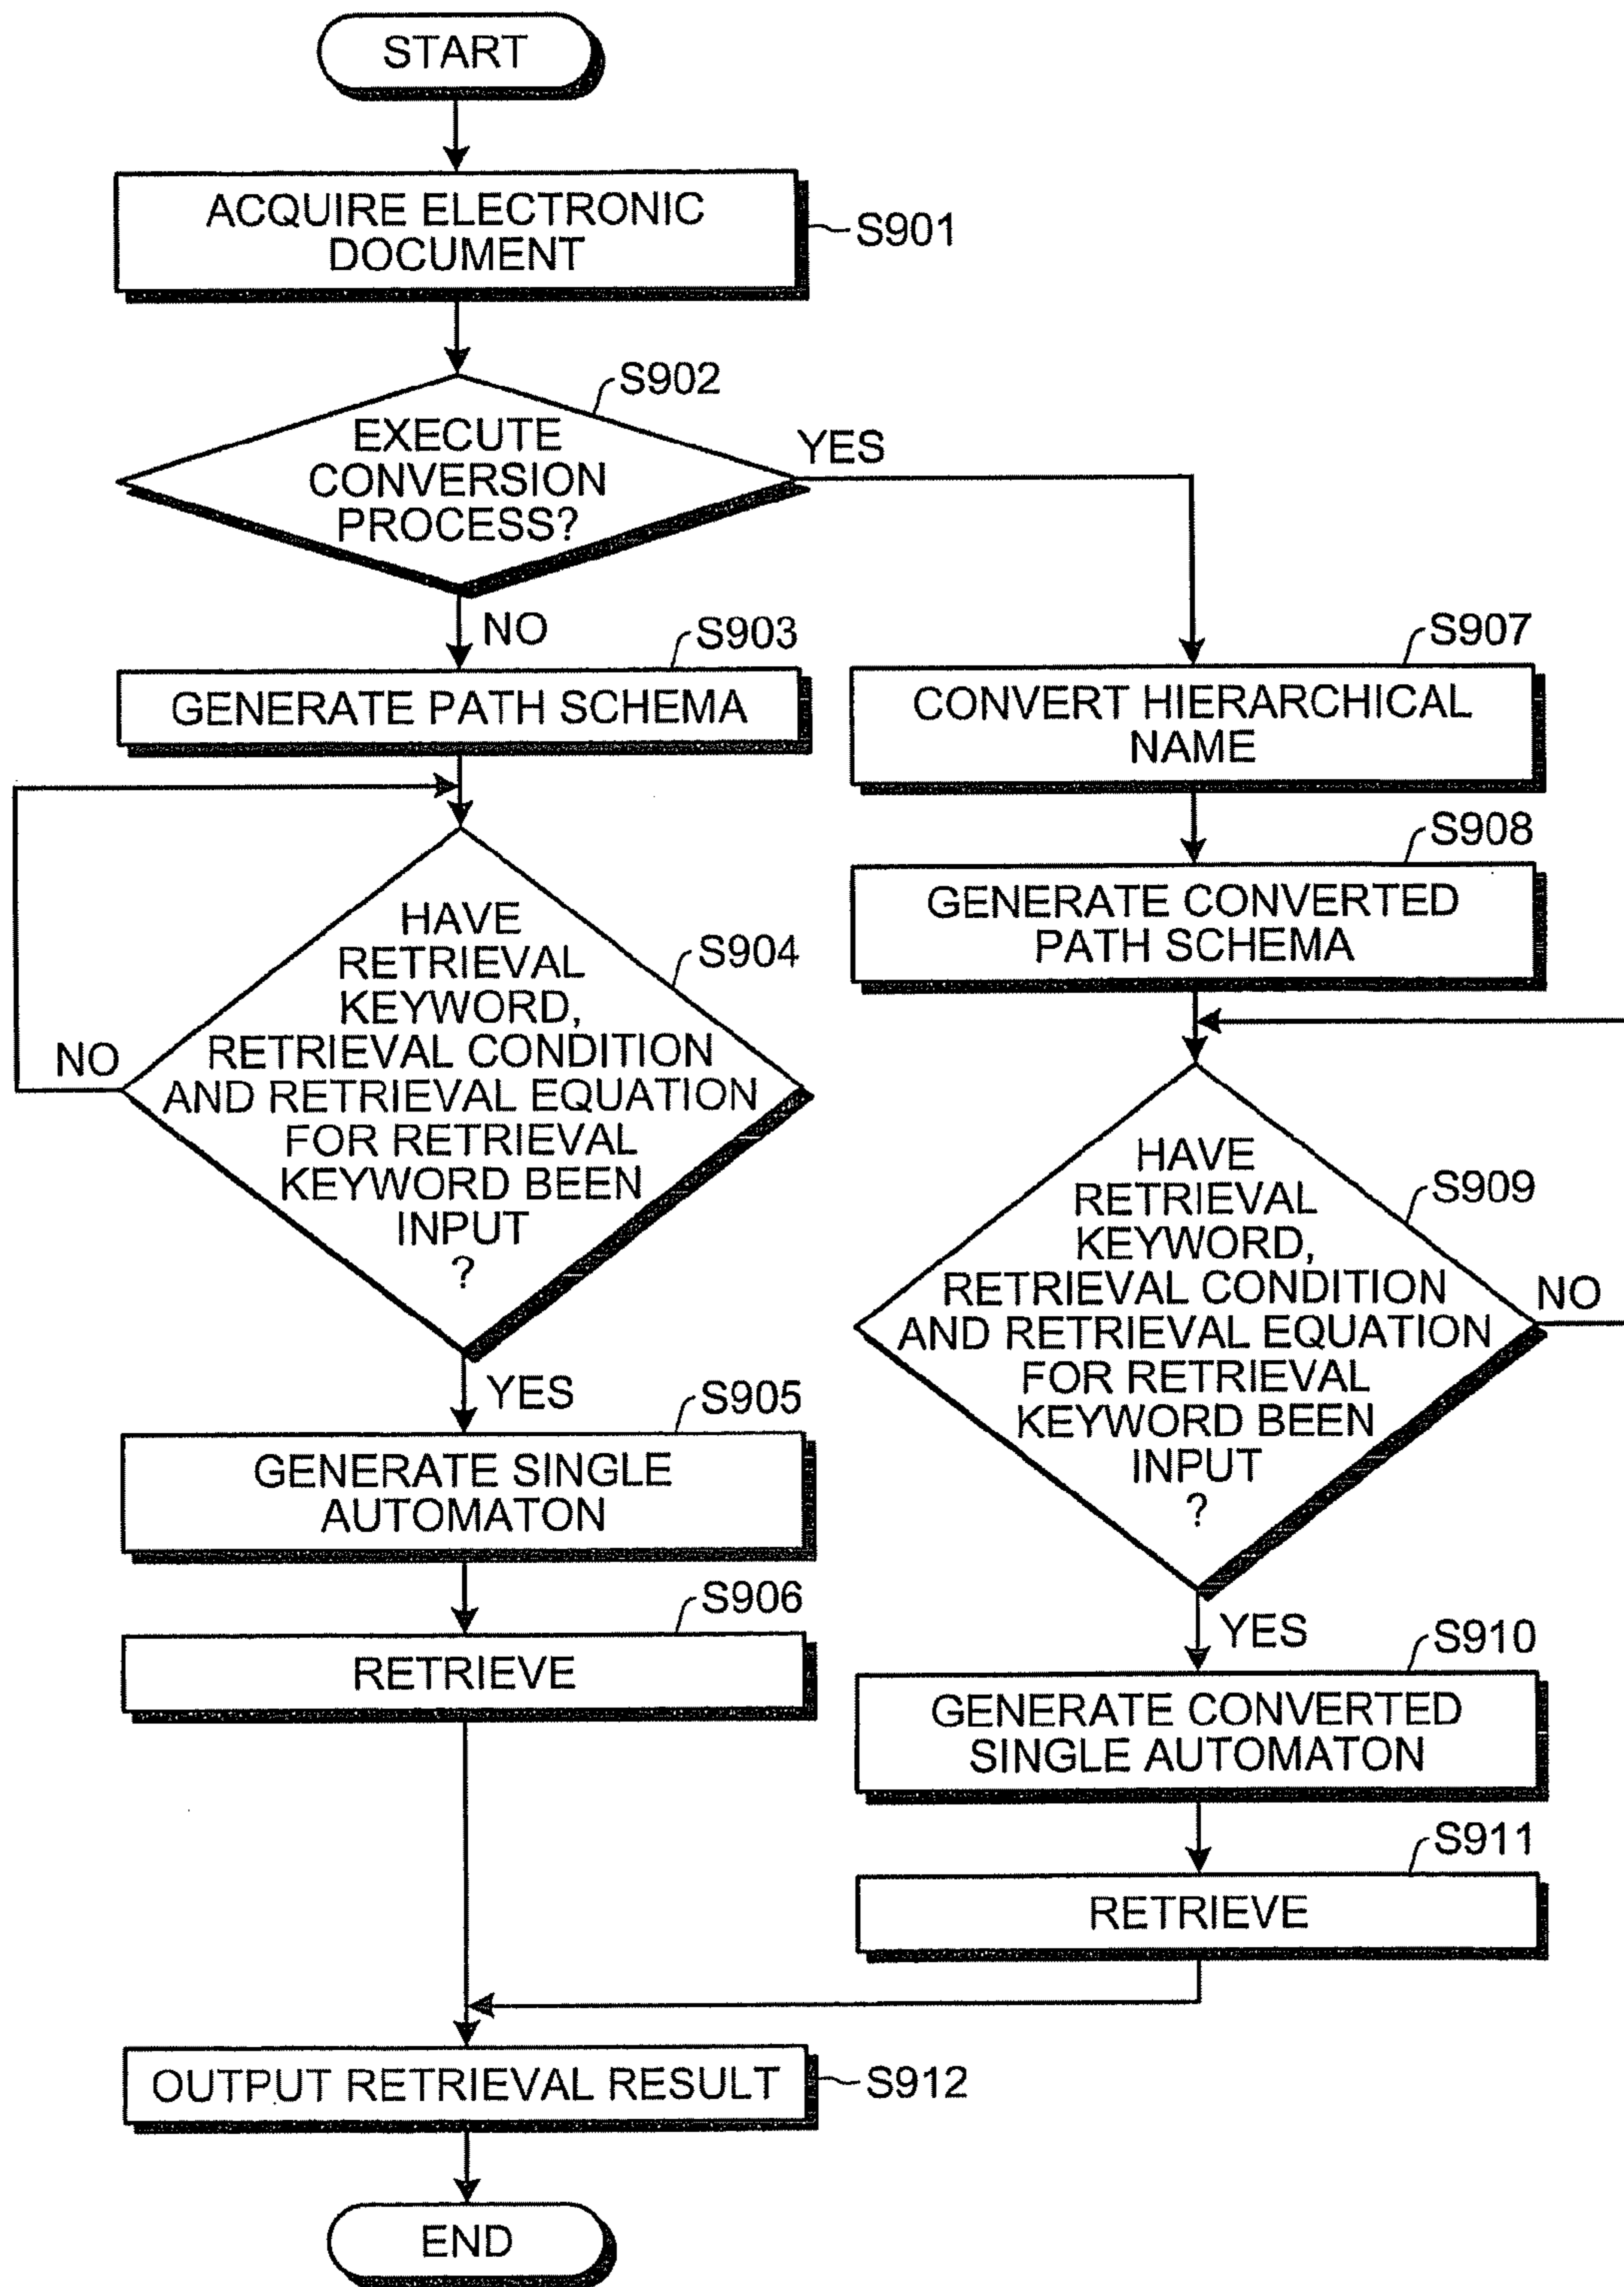 START
ACQUIRE ELECTRONIC
DOCUMENT
S901
S902
EXECUTE
CONVERSION
PROCESS?
YES
NO
S903
GENERATE PATH SCHEMA
S904
HAVE
RETRIEVAL
KEYWORD,
RETRIEVAL CONDITION
AND RETRIEVAL EQUATION
FOR RETRIEVAL
KEYWORD BEEN
INPUT
?
NO
YES
S905
GENERATE SINGLE
AUTOMATON
S906
RETRIEVE
S907
CONVERT HIERARCHICAL
NAME
S908
GENERATE CONVERTED
PATH SCHEMA
S909
HAVE
RETRIEVAL
KEYWORD,
RETRIEVAL CONDITION
AND RETRIEVAL EQUATION
FOR RETRIEVAL
KEYWORD BEEN
INPUT
?
NO
YES
S910
GENERATE CONVERTED
SINGLE AUTOMATON
S911
RETRIEVE
OUTPUT RETRIEVAL RESULT
S912
END